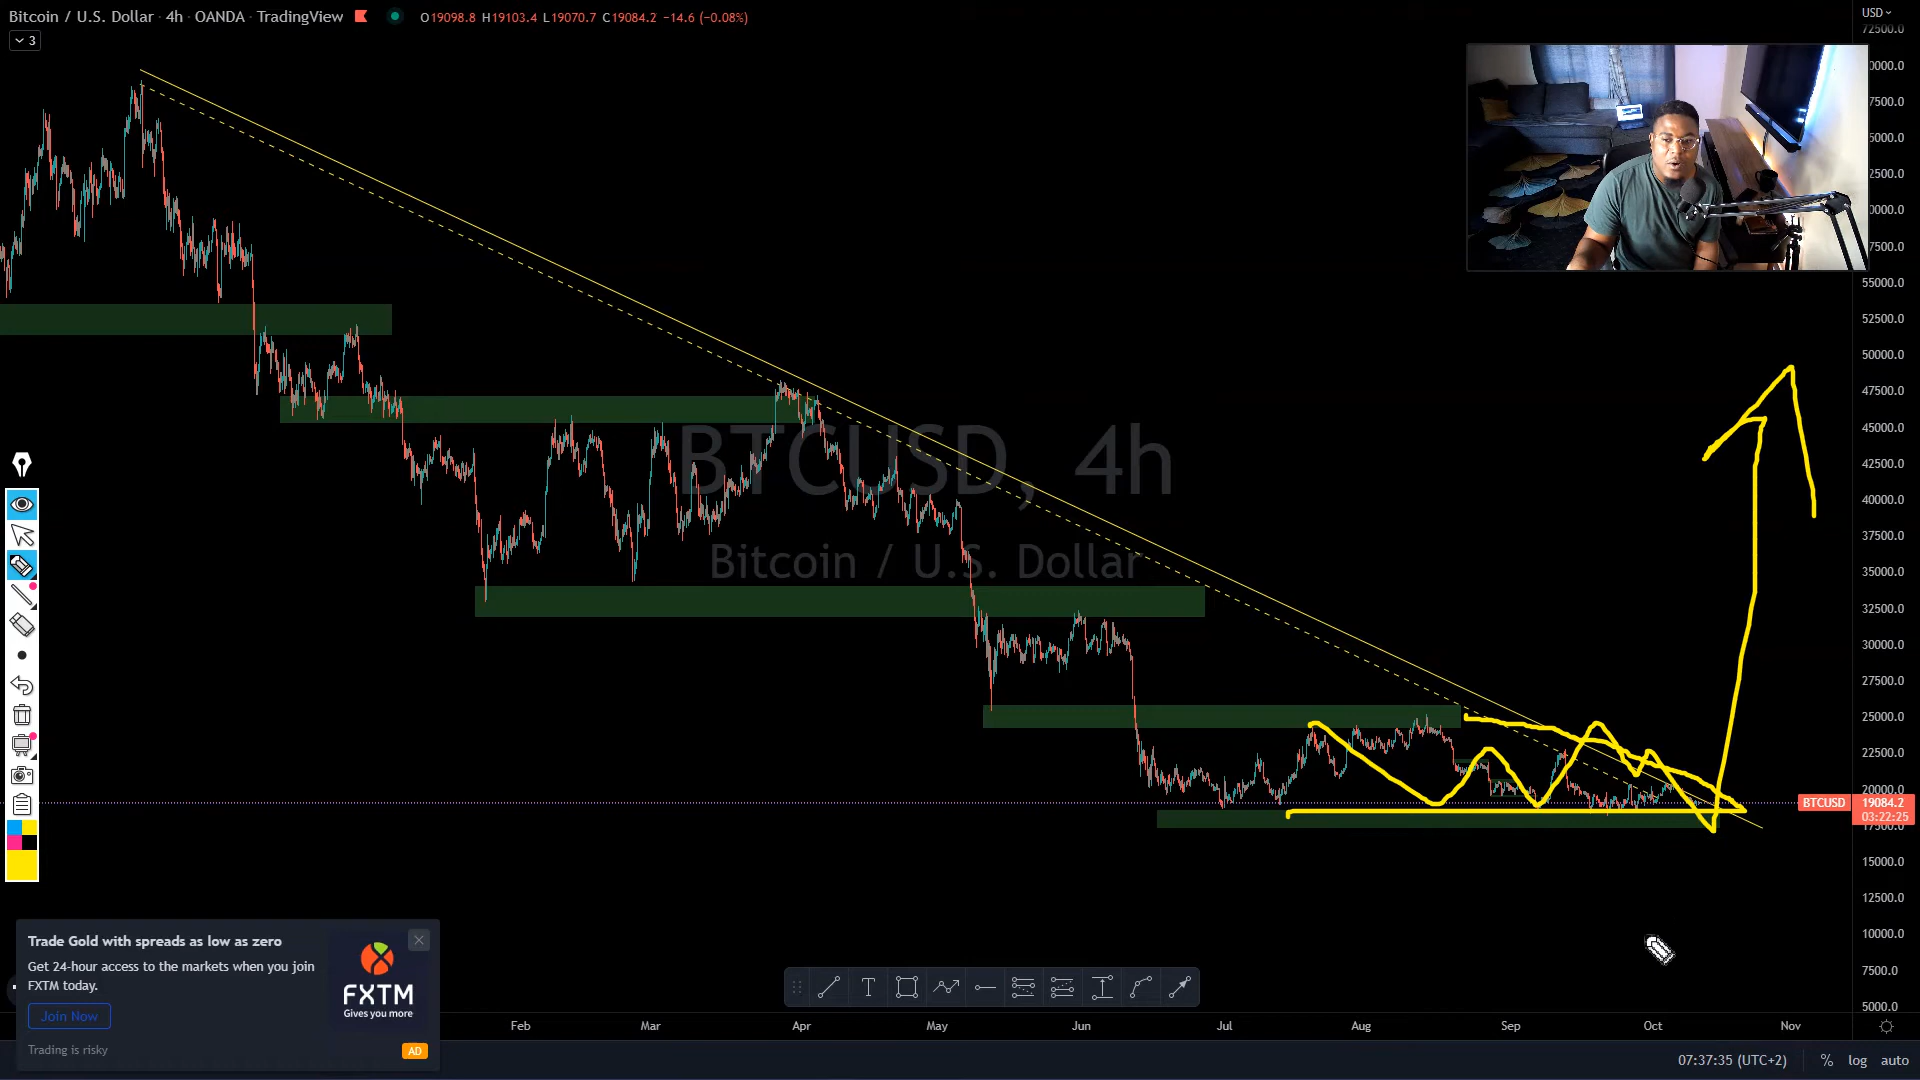 Bitcoin / U.S. Dollar · 4h · OANDA · TradingView
O19098.8 H19103.4 L19070.7 C19084.2 −14.6 (−0.08%)
3
USD
72500.0
55000.0
52500.0
50000.0
47500.0
45000.0
42500.0
40000.0
37500.0
35000.0
32500.0
30000.0
27500.0
25000.0
22500.0
20000.0
BTCUSD 19084.2
03:22:25
17500.0
15000.0
12500.0
10000.0
7500.0
5000.0
BTCUSD, 4h
Bitcoin / U.S. Dollar
Trade Gold with spreads as low as zero
Get 24-hour access to the markets when you join
FXTM today.
Join Now
Trading is risky
FXTM
Gives you more
AD
T
Feb
Mar
Apr
May
Jun
Jul
Aug
Sep
Oct
Nov
07:37:35 (UTC+2)
%
log
auto